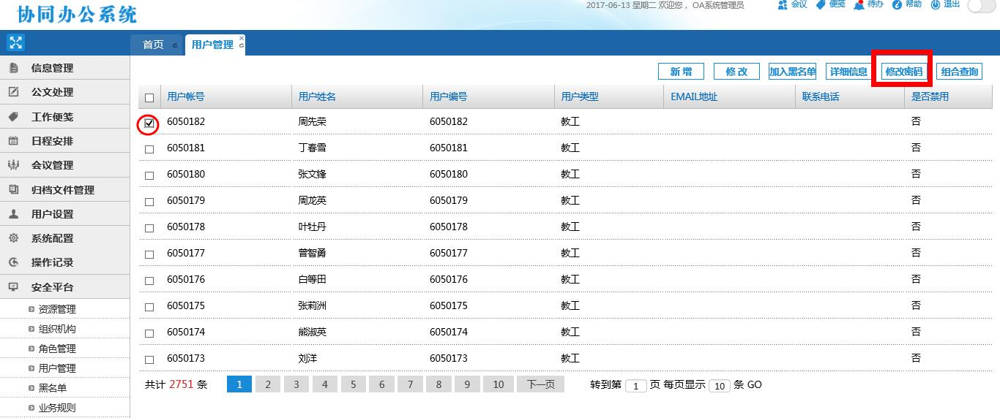 协同办公系统
2017-06-13 星期二 欢迎您， OA系统管理员 会议 便笺 待办 帮助 退出
首页 用户管理
信息管理
公文处理
工作便笺
日程安排
会议管理
归档文件管理
用户设置
系统配置
操作记录
安全平台
资源管理
组织机构
角色管理
用户管理
黑名单
业务规则
新 增 修 改 加入黑名单 详细信息 修改密码 组合查询
用户帐号 用户姓名 用户编号 用户类型 EMAIL地址 联系电话 是否禁用
6050182 周先荣 6050182 教工 否
6050181 丁春雪 6050181 教工 否
6050180 张文锋 6050180 教工 否
6050179 周龙英 6050179 教工 否
6050178 叶牡丹 6050178 教工 否
6050177 曾智勇 6050177 教工 否
6050176 白等田 6050176 教工 否
6050175 张莉洲 6050175 教工 否
6050174 熊淑英 6050174 教工 否
6050173 刘洋 6050173 教工 否
共计 2751 条 1 2 3 4 5 6 7 8 9 10 下一页 转到第 1 页 每页显示 10 条 GO